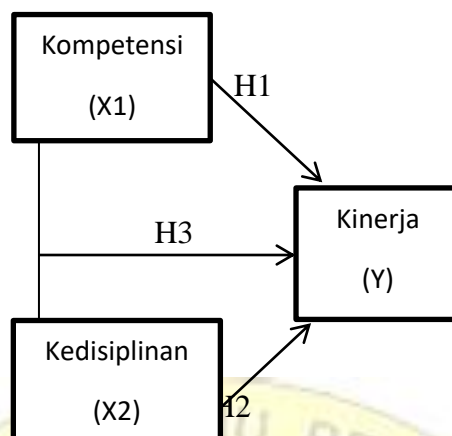 Kompetensi
(X1)
H1
Kinerja
(Y)
H3
Kedisiplinan
(X2)
H2